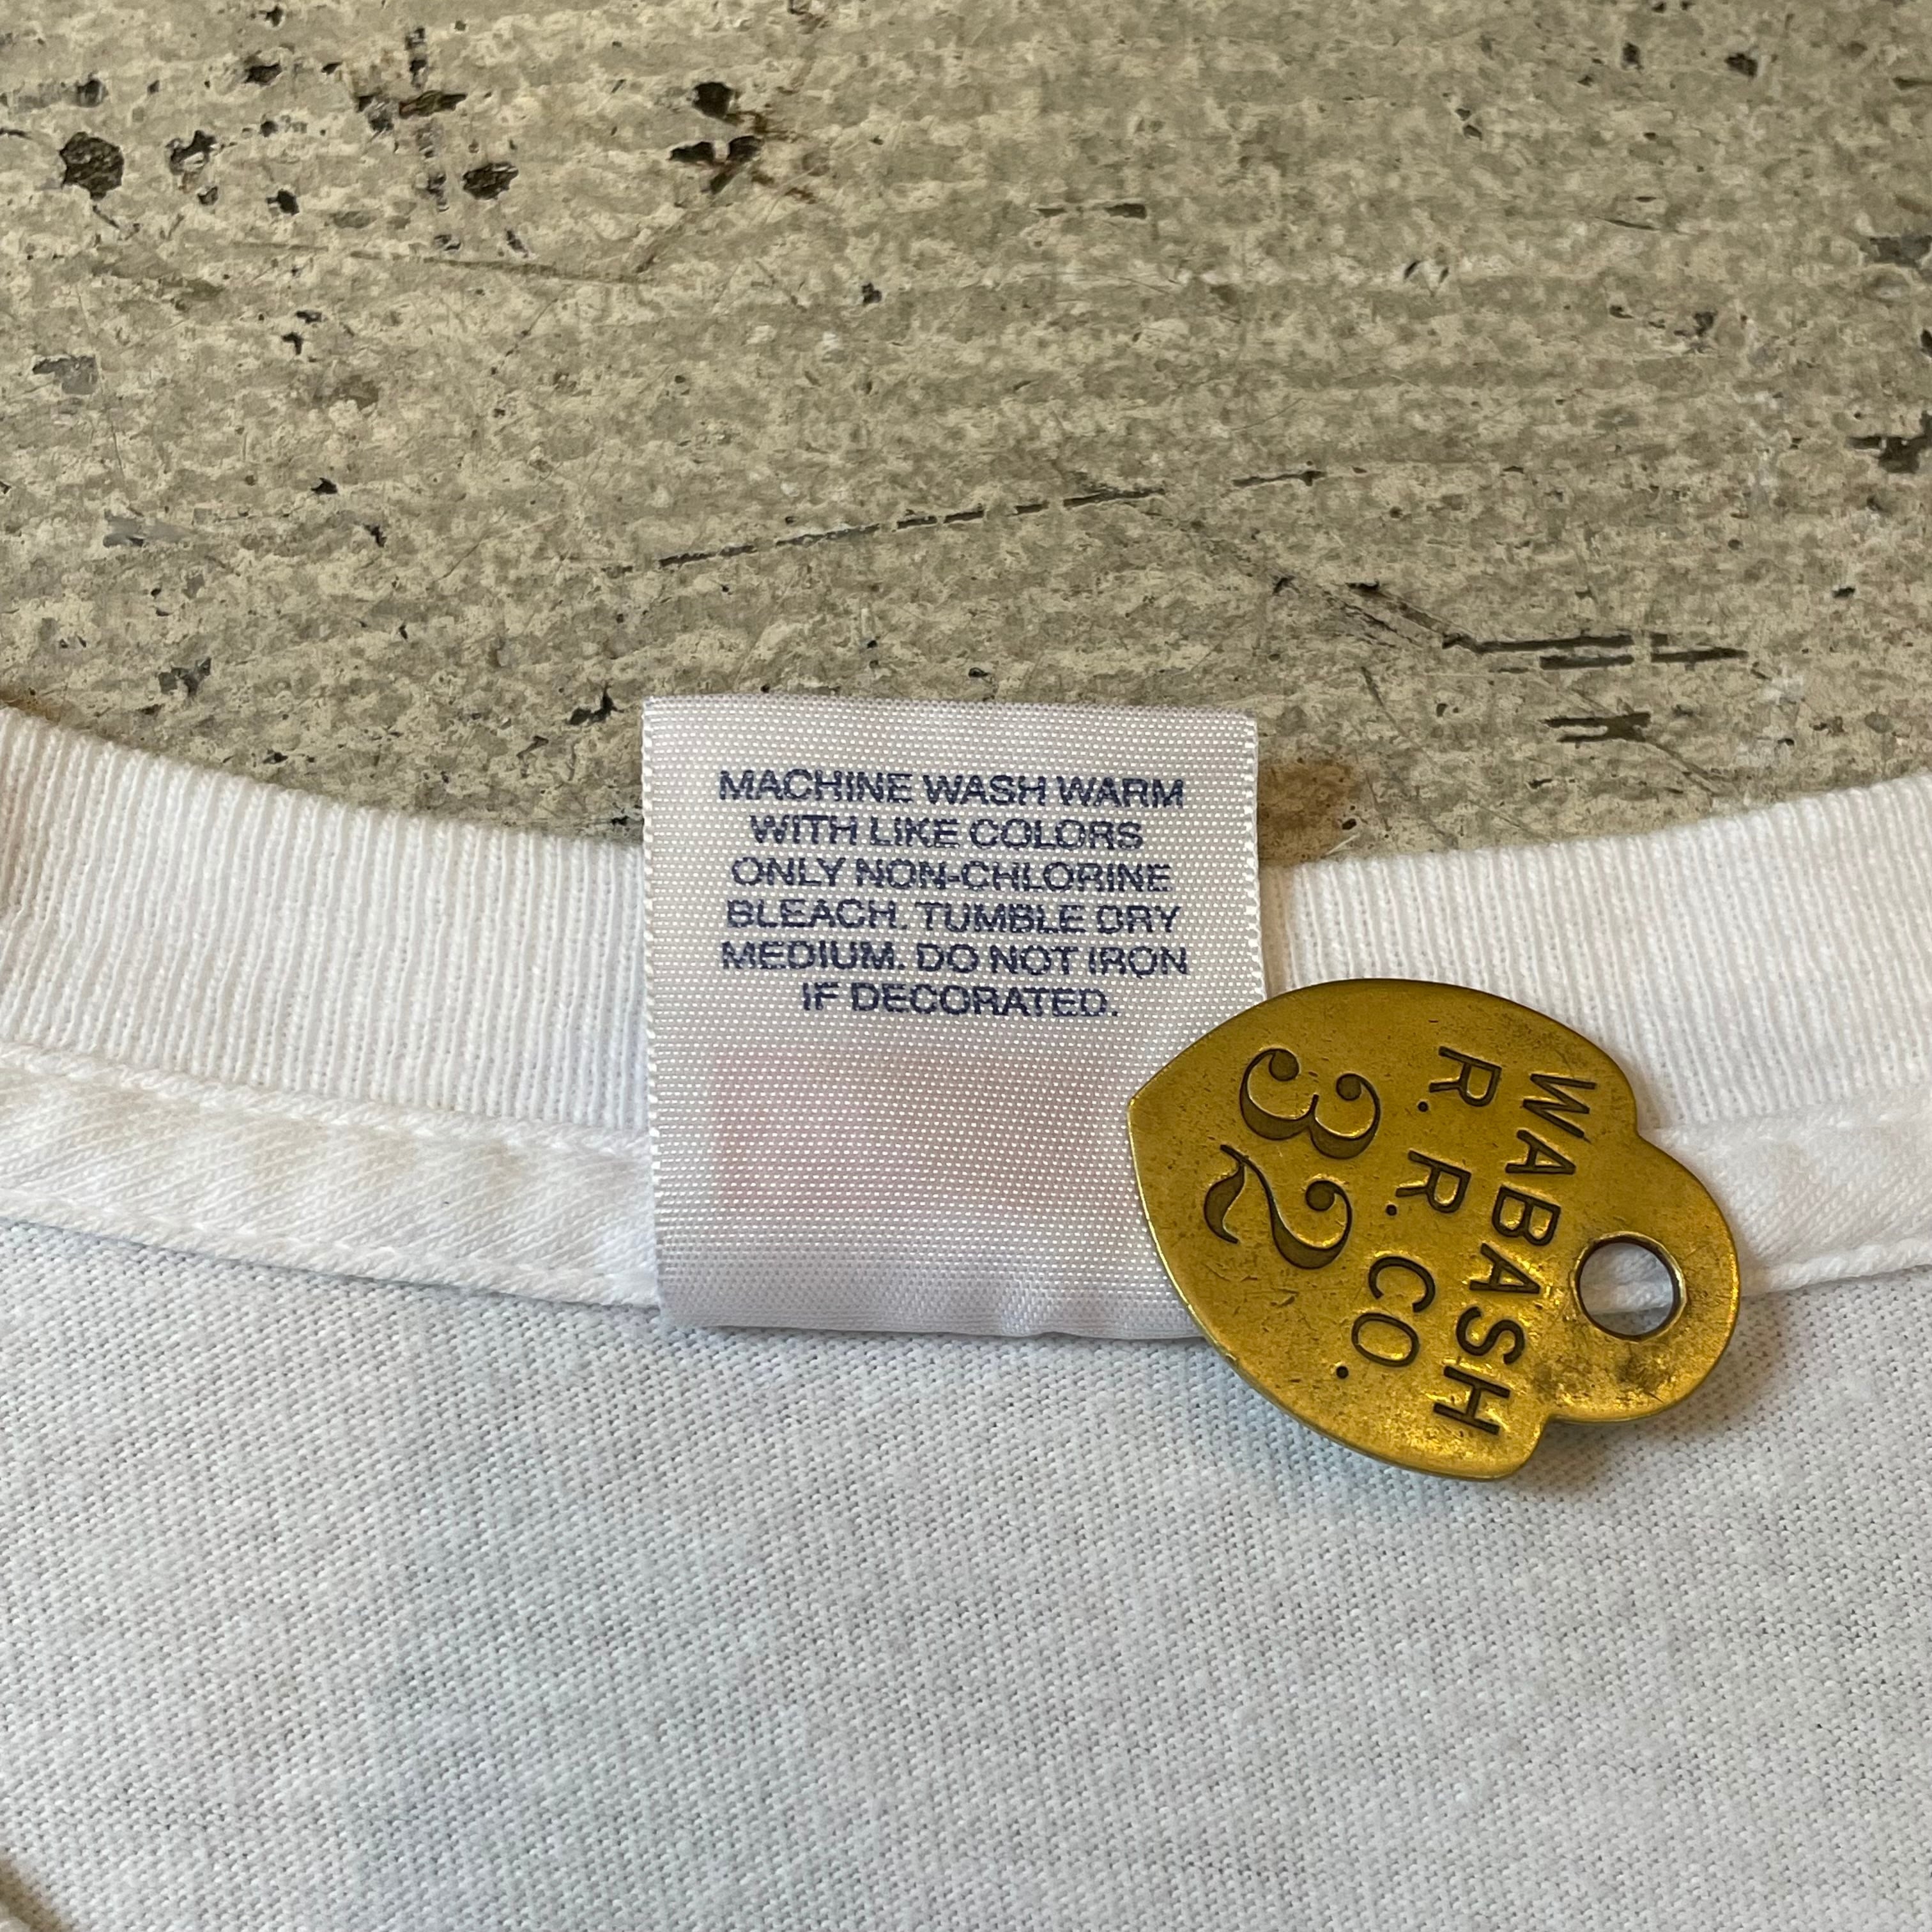 MACHINE WASH WARM
WITH LIKE COLORS
ONLY NON-CHLORINE
BLEACH. TUMBLE DRY
MEDIUM. DO NOT IRON
IF DECORATED.
WABASH
R. R. CO.
32